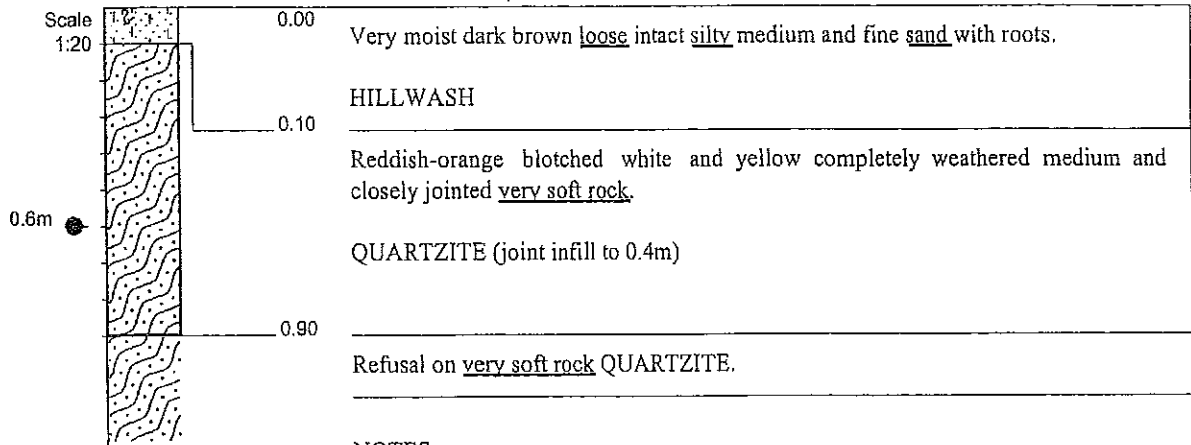 Scale
1:20
0.00
Very moist dark brown loose intact silty medium and fine sand with roots.
HILLWASH
0.10
Reddish-orange blotched white and yellow completely weathered medium and
closely jointed very soft rock.
0.6m
QUARTZITE (joint infill to 0.4m)
0.90
Refusal on very soft rock QUARTZITE.